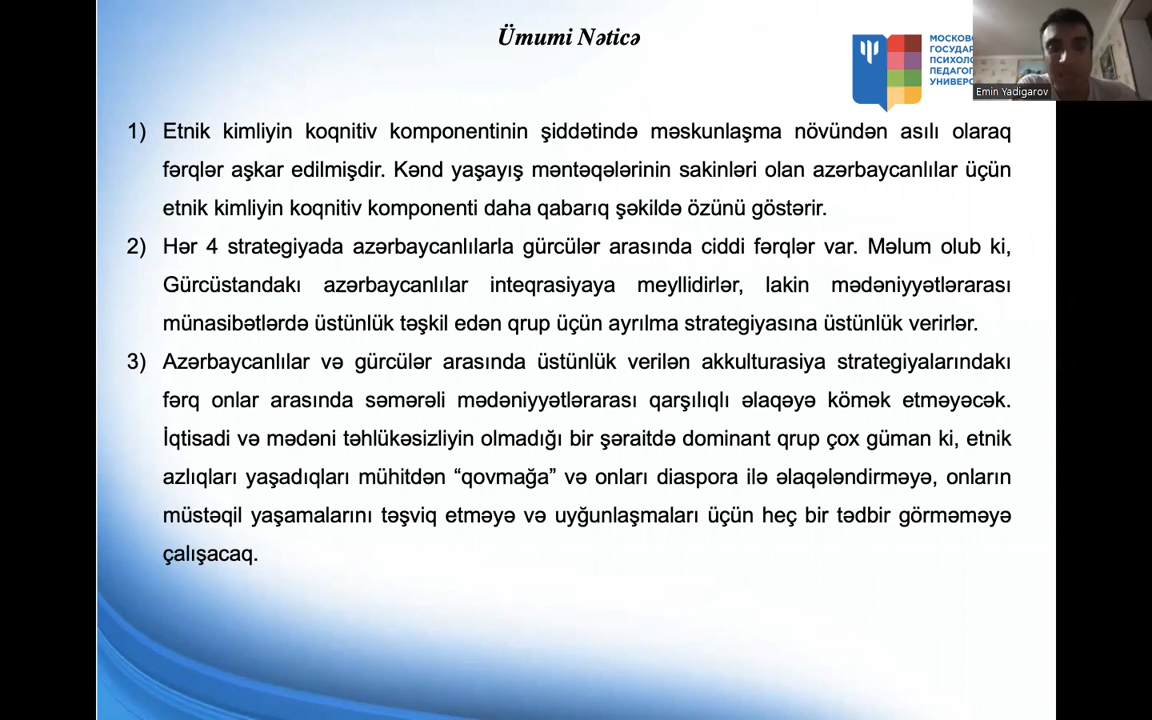 Ümumi Nəticə
МОСКОВС
ГОСУДАР
ПСИХОЛО
ПЕДАГОГ
УНИВЕРС
Emin Yadigarov
1) Etnik kimliyin koqnitiv komponentinin şiddətində məskunlaşma növündən asılı olaraq
fərqlər aşkar edilmişdir. Kənd yaşayış məntəqələrinin sakinləri olan azərbaycanlılar üçün
etnik kimliyin koqnitiv komponenti daha qabarıq şəkildə özünü göstərir.
2) Hər 4 strategiyada azərbaycanlılarla gürcülər arasında ciddi fərqlər var. Məlum olub ki,
Gürcüstandakı azərbaycanlılar inteqrasiyaya meyllidirlər, lakin mədəniyyətlərarası
münasibətlərdə üstünlük təşkil edən qrup üçün ayrılma strategiyasına üstünlük verirlər.
3) Azərbaycanlılar və gürcülər arasında üstünlük verilən akkulturasiya strategiyalarındakı
fərq onlar arasında səmərəli mədəniyyətlərarası qarşılıqlı əlaqəyə kömək etməyəcək.
İqtisadi və mədəni təhlükəsizliyin olmadığı bir şəraitdə dominant qrup çox güman ki, etnik
azlıqları yaşadıqları mühitdən “qovmağa” və onları diaspora ilə əlaqələndirməyə, onların
müstəqil yaşamalarını təşviq etməyə və uyğunlaşmaları üçün heç bir tədbir görməməyə
çalışacaq.